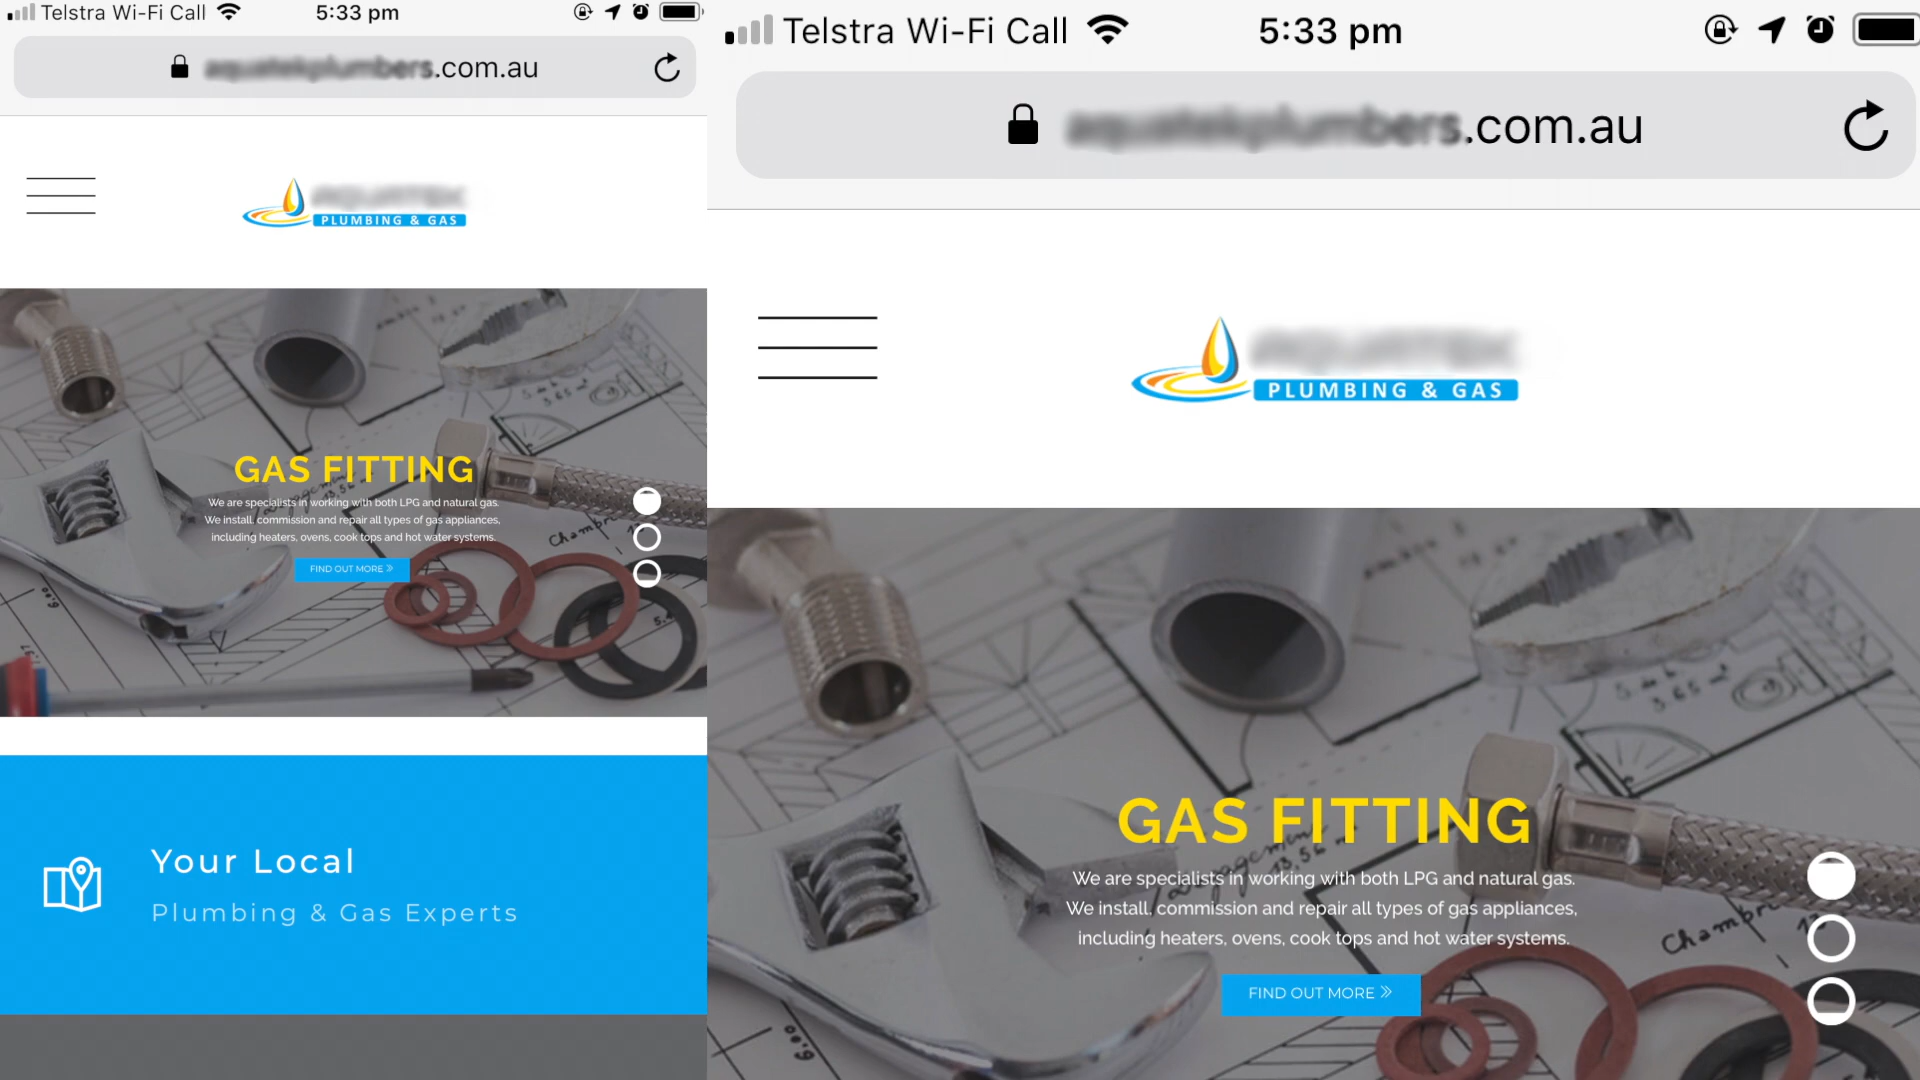 Telstra Wi-Fi Call 5:33 pm
.com.au
PLUMBING & GAS
GAS FITTING
We are specialists in working with both LPG and natural gas.
We install, commission and repair all types of gas appliances,
including heaters, ovens, cook tops and hot water systems.
FIND OUT MORE »
Your Local
Plumbing & Gas Experts
Telstra Wi-Fi Call 5:33 pm
.com.au
PLUMBING & GAS
GAS FITTING
We are specialists in working with both LPG and natural gas.
We install, commission and repair all types of gas appliances,
including heaters, ovens, cook tops and hot water systems.
FIND OUT MORE »